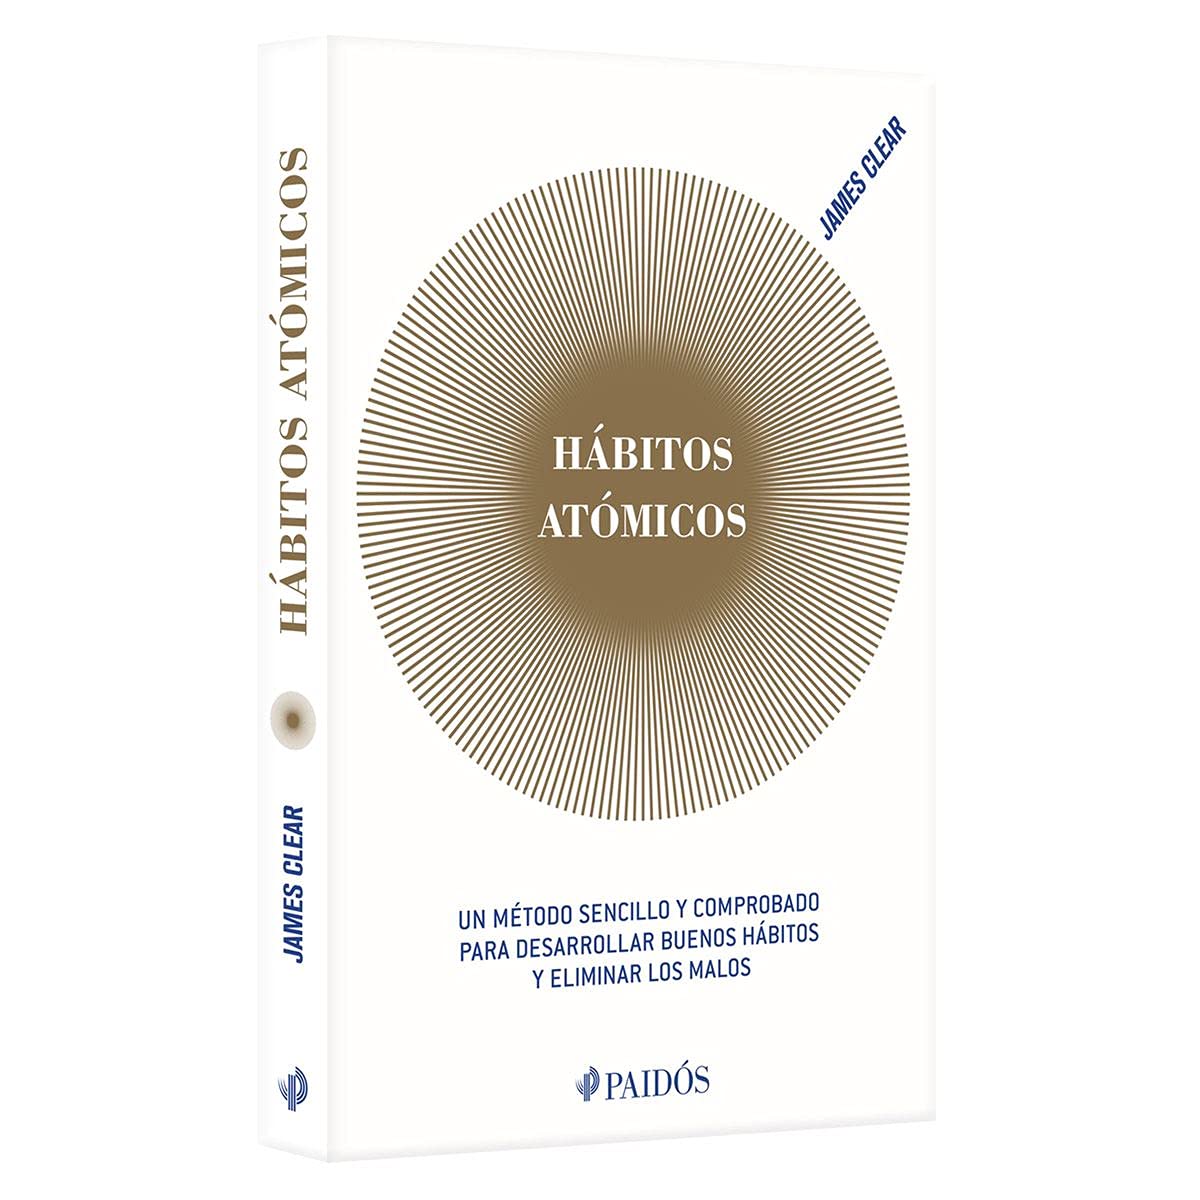 HÁBITOS ATÓMICOS
JAMES CLEAR
JAMES CLEAR
HÁBITOS
ATÓMICOS
UN MÉTODO SENCILLO Y COMPROBADO
PARA DESARROLLAR BUENOS HÁBITOS
Y ELIMINAR LOS MALOS
PAIDÓS